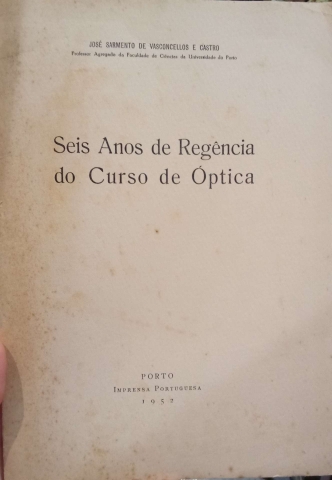 JOSÉ SARMENTO DE VASCONCELLOS E CASTRO
Professor Agregado da Faculdade de Ciências da Universidade do Porto
Seis Anos de Regência
do Curso de Óptica
PORTO
IMPRENSA PORTUGUESA
1952